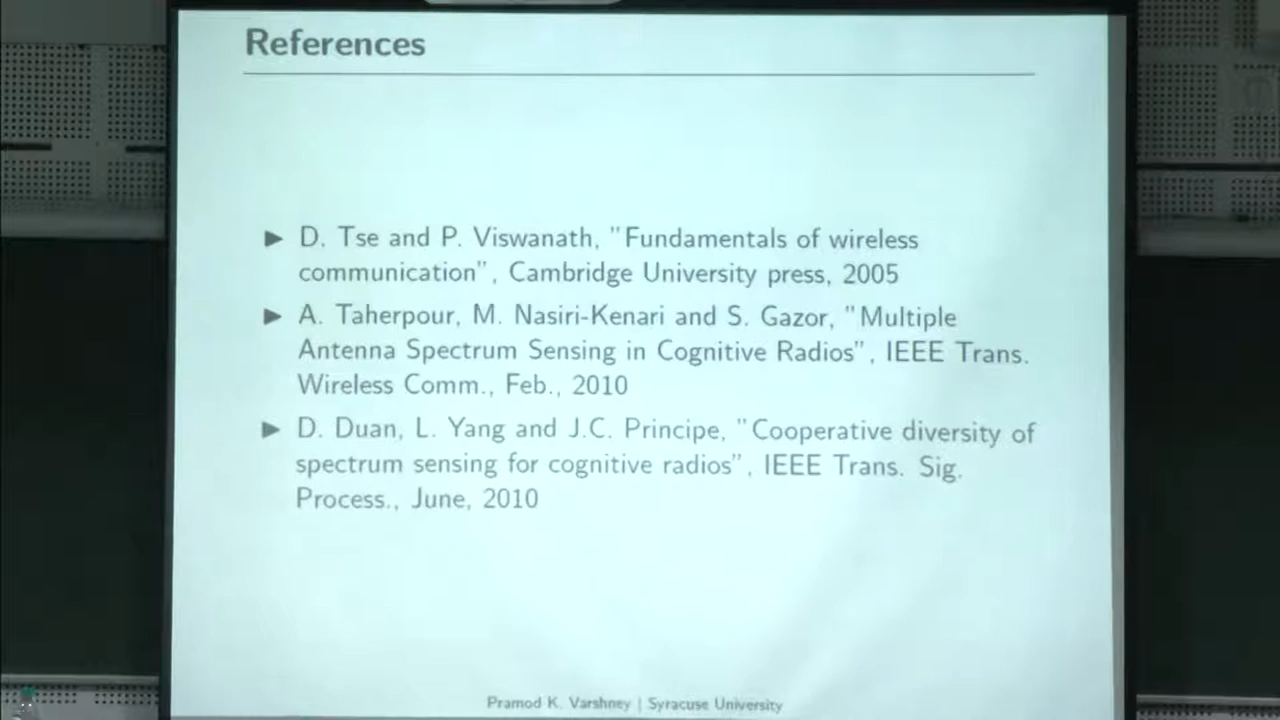 References
▶ D. Tse and P. Viswanath, "Fundamentals of wireless
communication", Cambridge University press, 2005
▶ A. Taherpour, M. Nasiri-Kenari and S. Gazor, "Multiple
Antenna Spectrum Sensing in Cognitive Radios", IEEE Trans.
Wireless Comm., Feb., 2010
▶ D. Duan, L. Yang and J.C. Principe, "Cooperative diversity of
spectrum sensing for cognitive radios", IEEE Trans. Sig.
Process., June, 2010
Pramod K. Varshney | Syracuse University